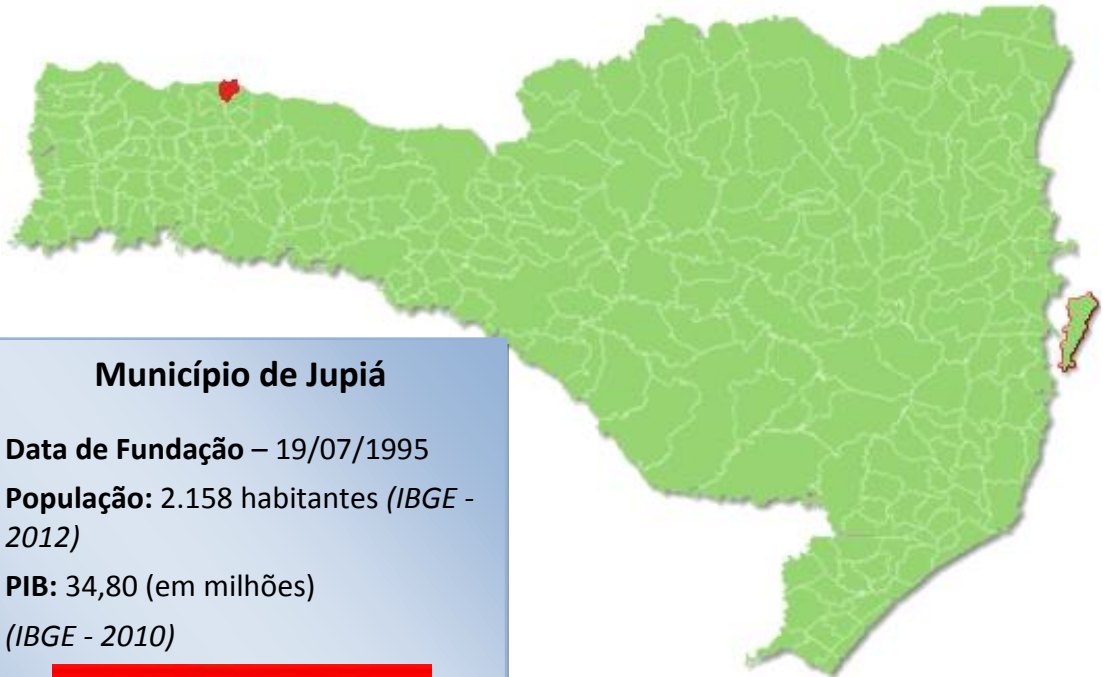 Município de Jupiá
Data de Fundação – 19/07/1995
População: 2.158 habitantes (IBGE -
2012)
PIB: 34,80 (em milhões)
(IBGE - 2010)